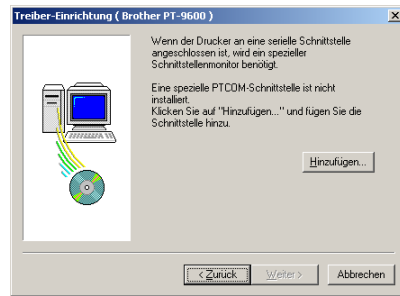 Treiber-Einrichtung ( Brother PT-9600 )
Wenn der Drucker an eine serielle Schnittstelle
angeschlossen ist, wird ein spezieller
Schnittstellenmonitor benötigt.
Eine spezielle PTCOM-Schnittstelle ist nicht
installiert.
Klicken Sie auf "Hinzufügen..." und fügen Sie die
Schnittstelle hinzu.
Hinzufügen...
< Zurück
Weiter >
Abbrechen